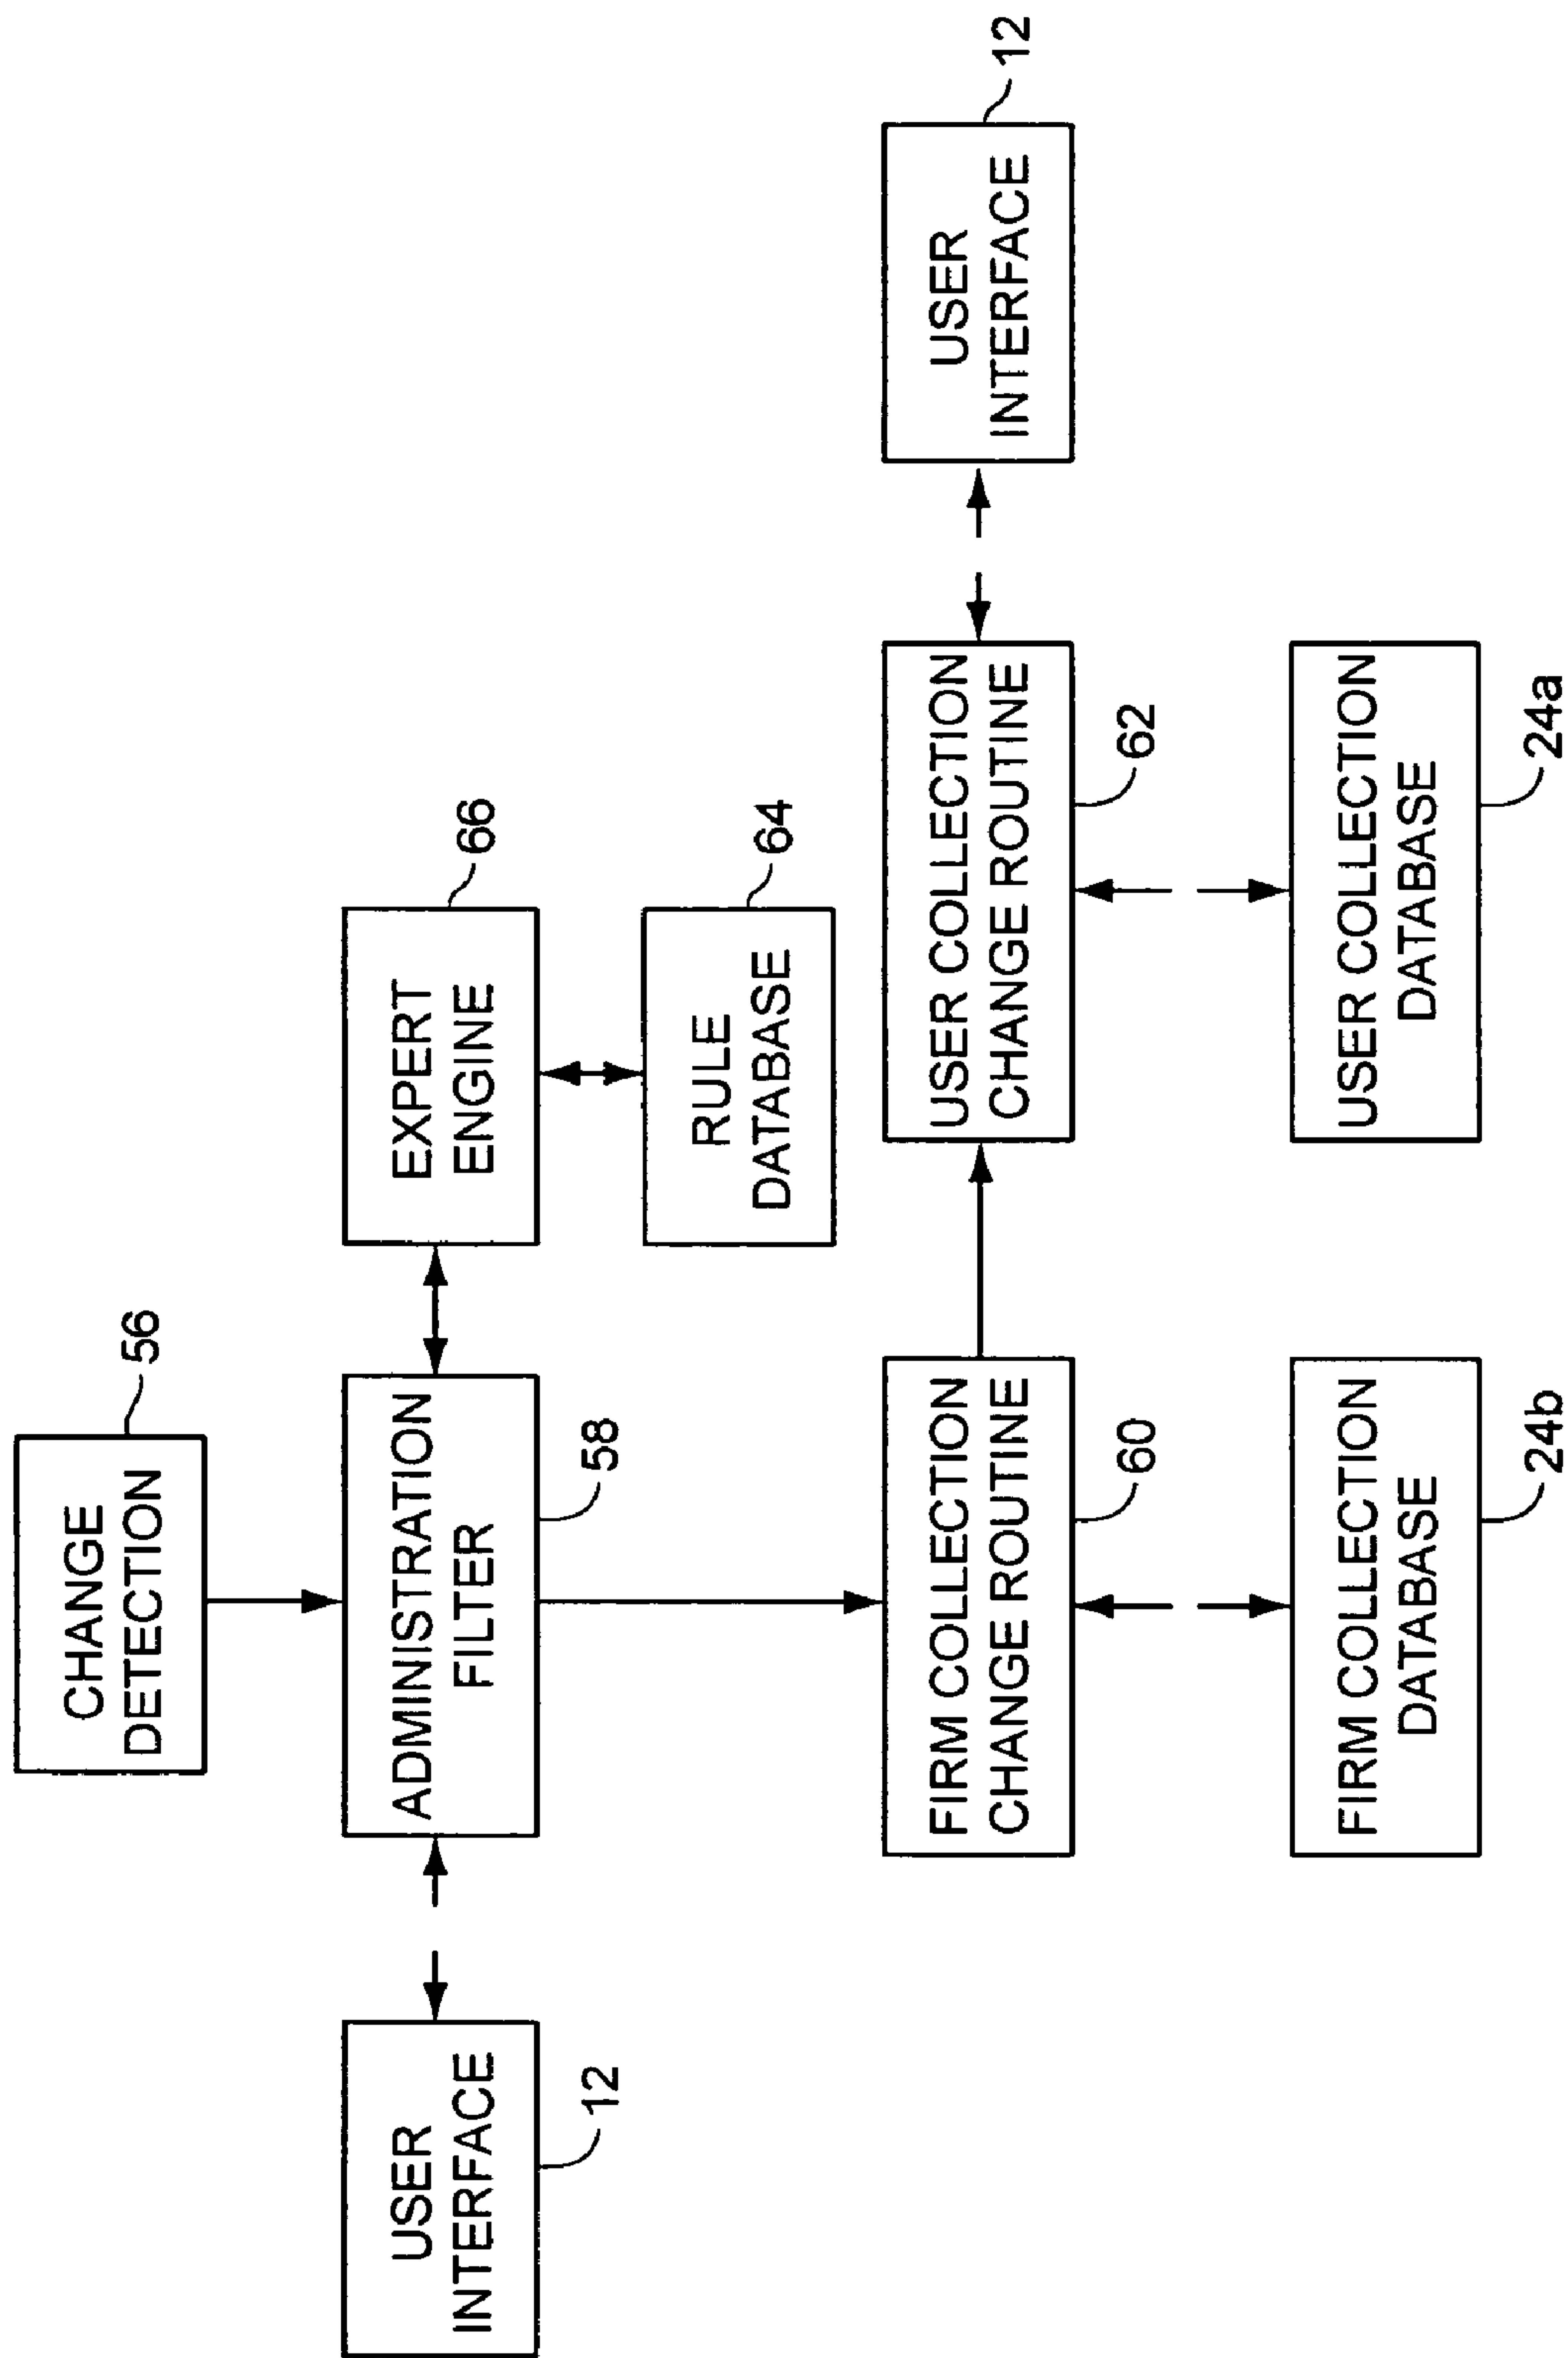 CHANGE
DETECTION
56
USER
INTERFACE
12
ADMINISTRATION
FILTER
58
EXPERT
ENGINE
66
RULE
DATABASE
64
FIRM COLLECTION
CHANGE ROUTINE
60
USER COLLECTION
CHANGE ROUTINE
62
USER
INTERFACE
12
FIRM COLLECTION
DATABASE
24b
USER COLLECTION
DATABASE
24a